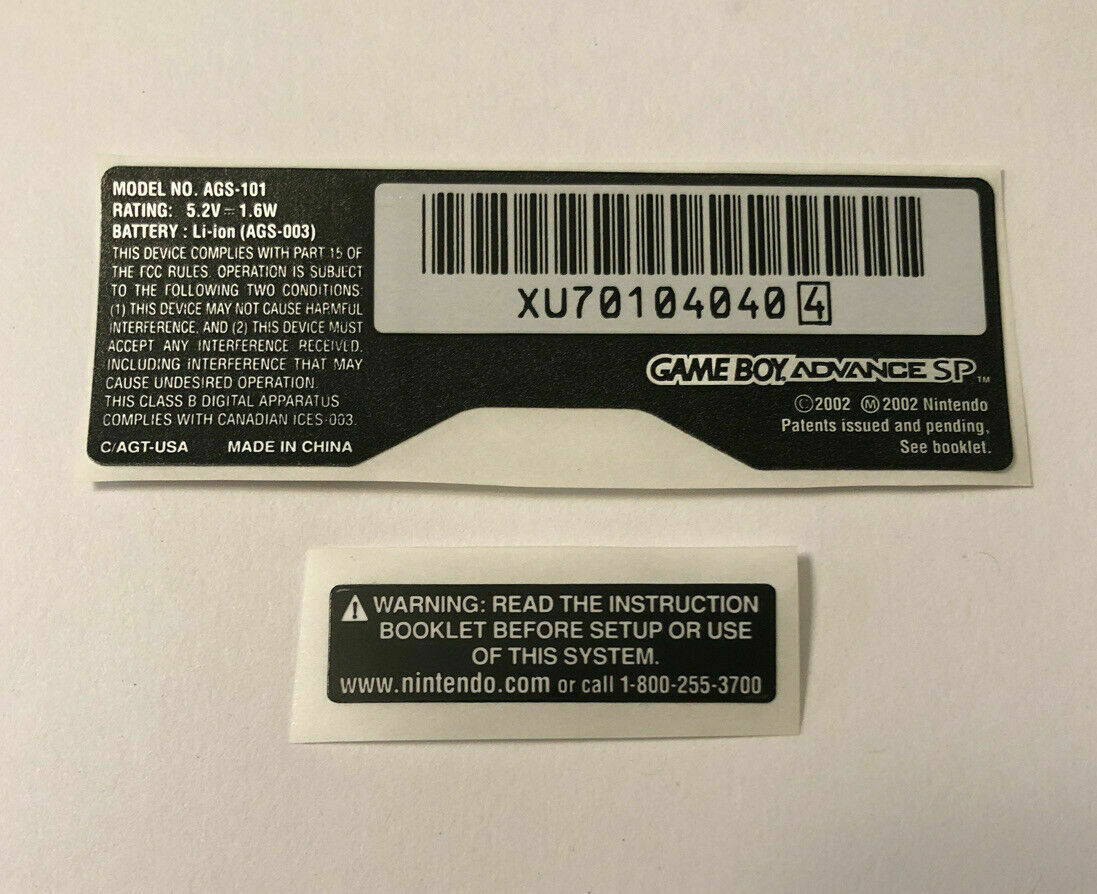 MODEL NO. AGS-101
RATING: 5.2V⎓1.6W
BATTERY : Li-ion (AGS-003)
THIS DEVICE COMPLIES WITH PART 15 OF
THE FCC RULES. OPERATION IS SUBJECT
TO THE FOLLOWING TWO CONDITIONS:
(1) THIS DEVICE MAY NOT CAUSE HARMFUL
INTERFERENCE, AND (2) THIS DEVICE MUST
ACCEPT ANY INTERFERENCE RECEIVED,
INCLUDING INTERFERENCE THAT MAY
CAUSE UNDESIRED OPERATION.
THIS CLASS B DIGITAL APPARATUS
COMPLIES WITH CANADIAN ICES-003.
C/AGT-USA MADE IN CHINA
XU70104040 4
GAME BOY ADVANCE SP™
©2002 Ⓜ2002 Nintendo
Patents issued and pending,
See booklet.
⚠ WARNING: READ THE INSTRUCTION
BOOKLET BEFORE SETUP OR USE
OF THIS SYSTEM.
www.nintendo.com or call 1-800-255-3700